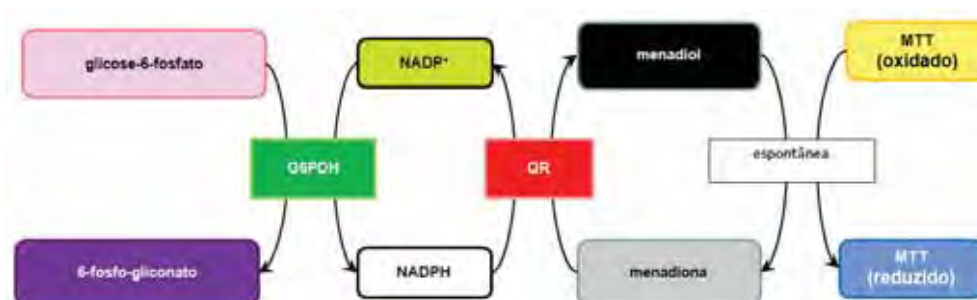 glicose-6-fosfato
NADP+
menadiol
MTT
(oxidado)
G6PDH
QR
espontânea
6-fosfo-gliconato
NADPH
menadiona
MTT
(reduzido)